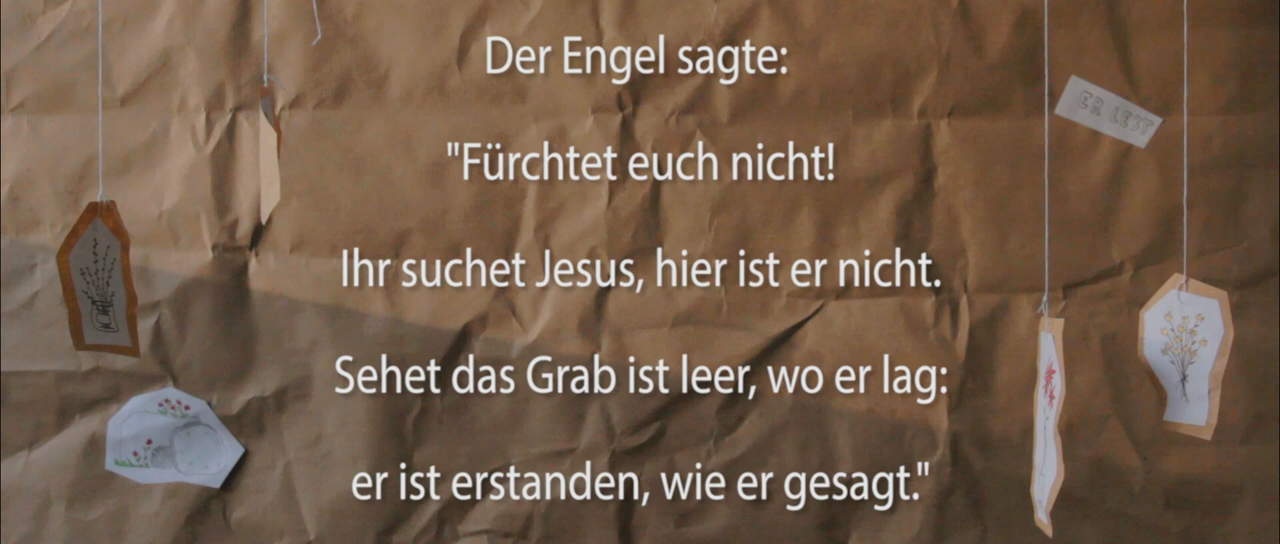 Der Engel sagte:
"Fürchtet euch nicht!
Ihr suchet Jesus, hier ist er nicht.
Sehet das Grab ist leer, wo er lag:
er ist erstanden, wie er gesagt."
ER LEBT